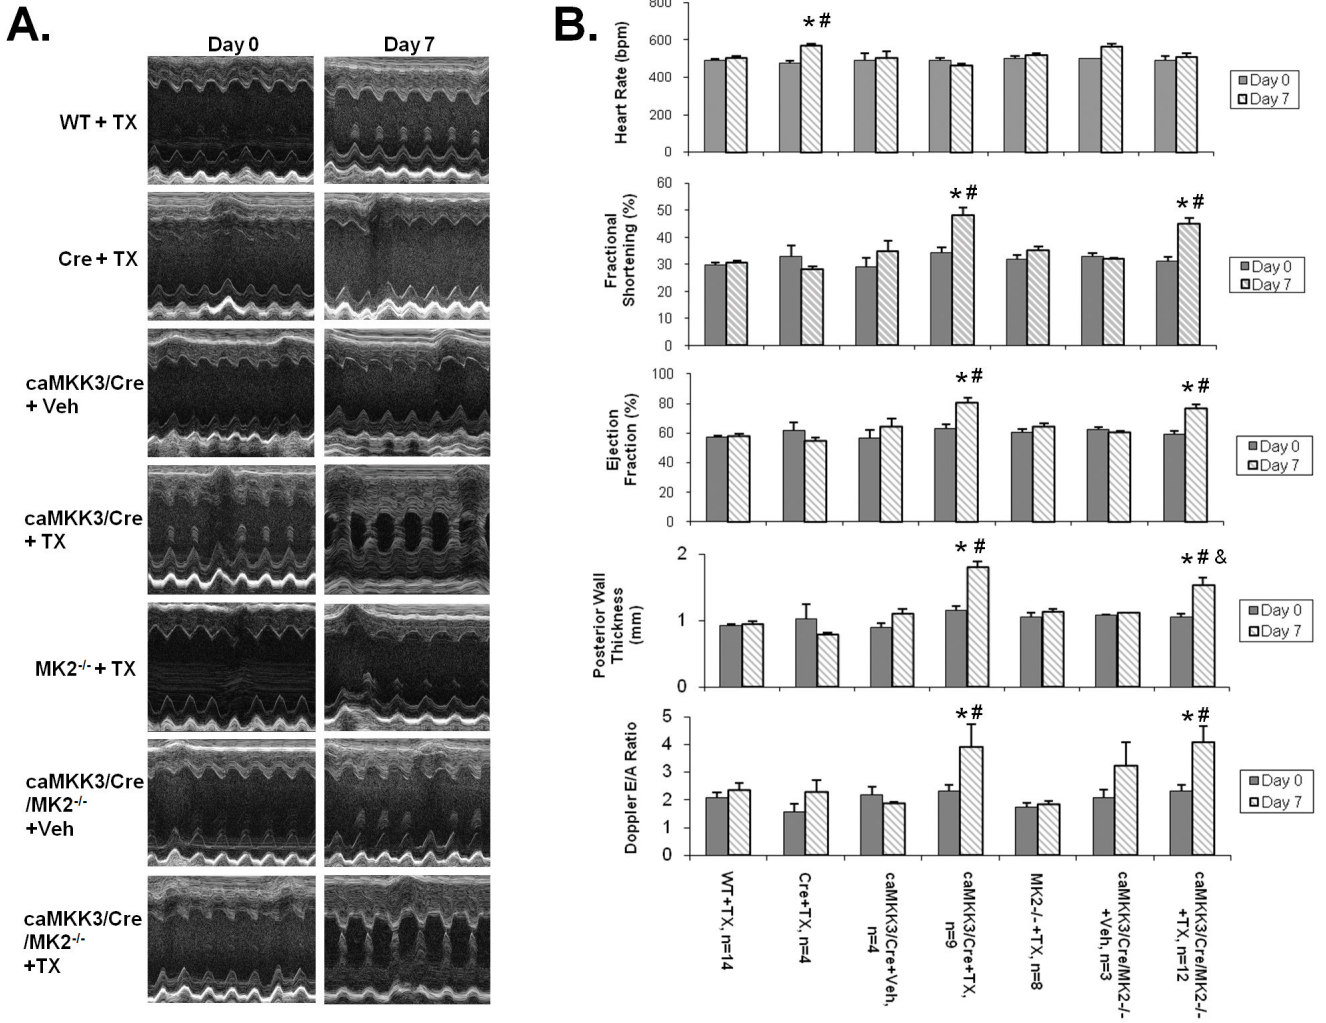 A.
Day 0
Day 7
WT + TX
Cre + TX
caMKK3/Cre
+ Veh
caMKK3/Cre
+ TX
MK2-/- + TX
caMKK3/Cre
/MK2-/-
+Veh
caMKK3/Cre
/MK2-/-
+TX
B.
Heart Rate (bpm)
800
600
400
200
0
*#
Day 0
Day 7
Fractional
Shortening (%)
60
50
40
30
20
10
0
*#
*#
Day 0
Day 7
Ejection
Fraction (%)
100
80
60
40
20
0
*#
*#
Day 0
Day 7
Posterior Wall
Thickness
(mm)
2
1
0
*#
*# &
Day 0
Day 7
Doppler E/A Ratio
5
4
3
2
1
0
*#
*#
Day 0
Day 7
WT+TX, n=14
Cre+TX, n=4
caMKK3/Cre+Veh,
n=4
caMKK3/Cre+TX,
n=9
MK2-/-+TX, n=8
caMKK3/Cre/MK2-/-
+Veh, n=3
caMKK3/Cre/MK2-/-
+TX, n=12